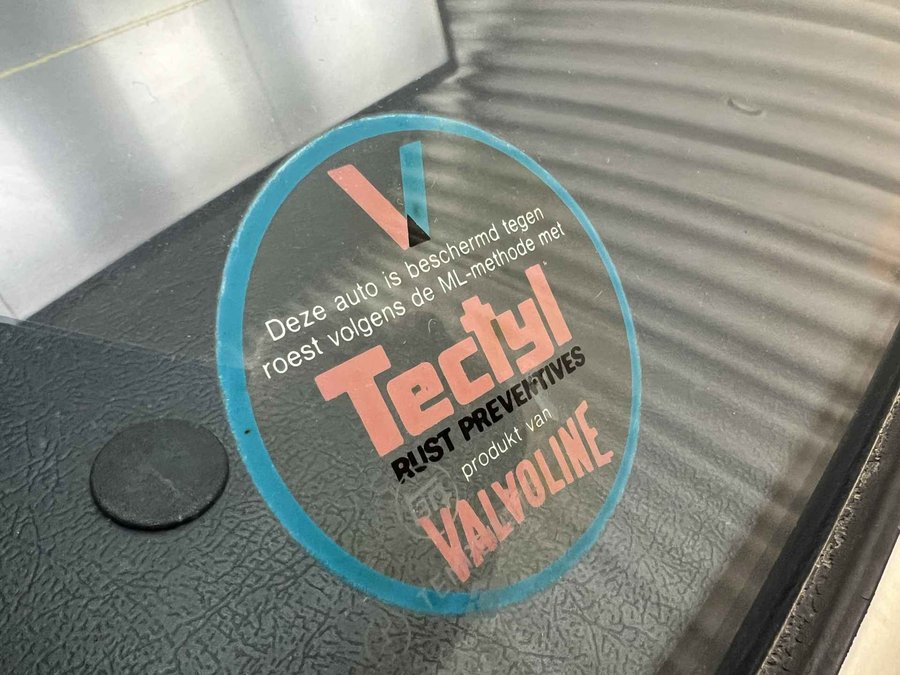 V
Deze auto is beschermd tegen
roest volgens de ML-methode met
Tectyl
RUST PREVENTIVES
produkt van
VALVOLINE